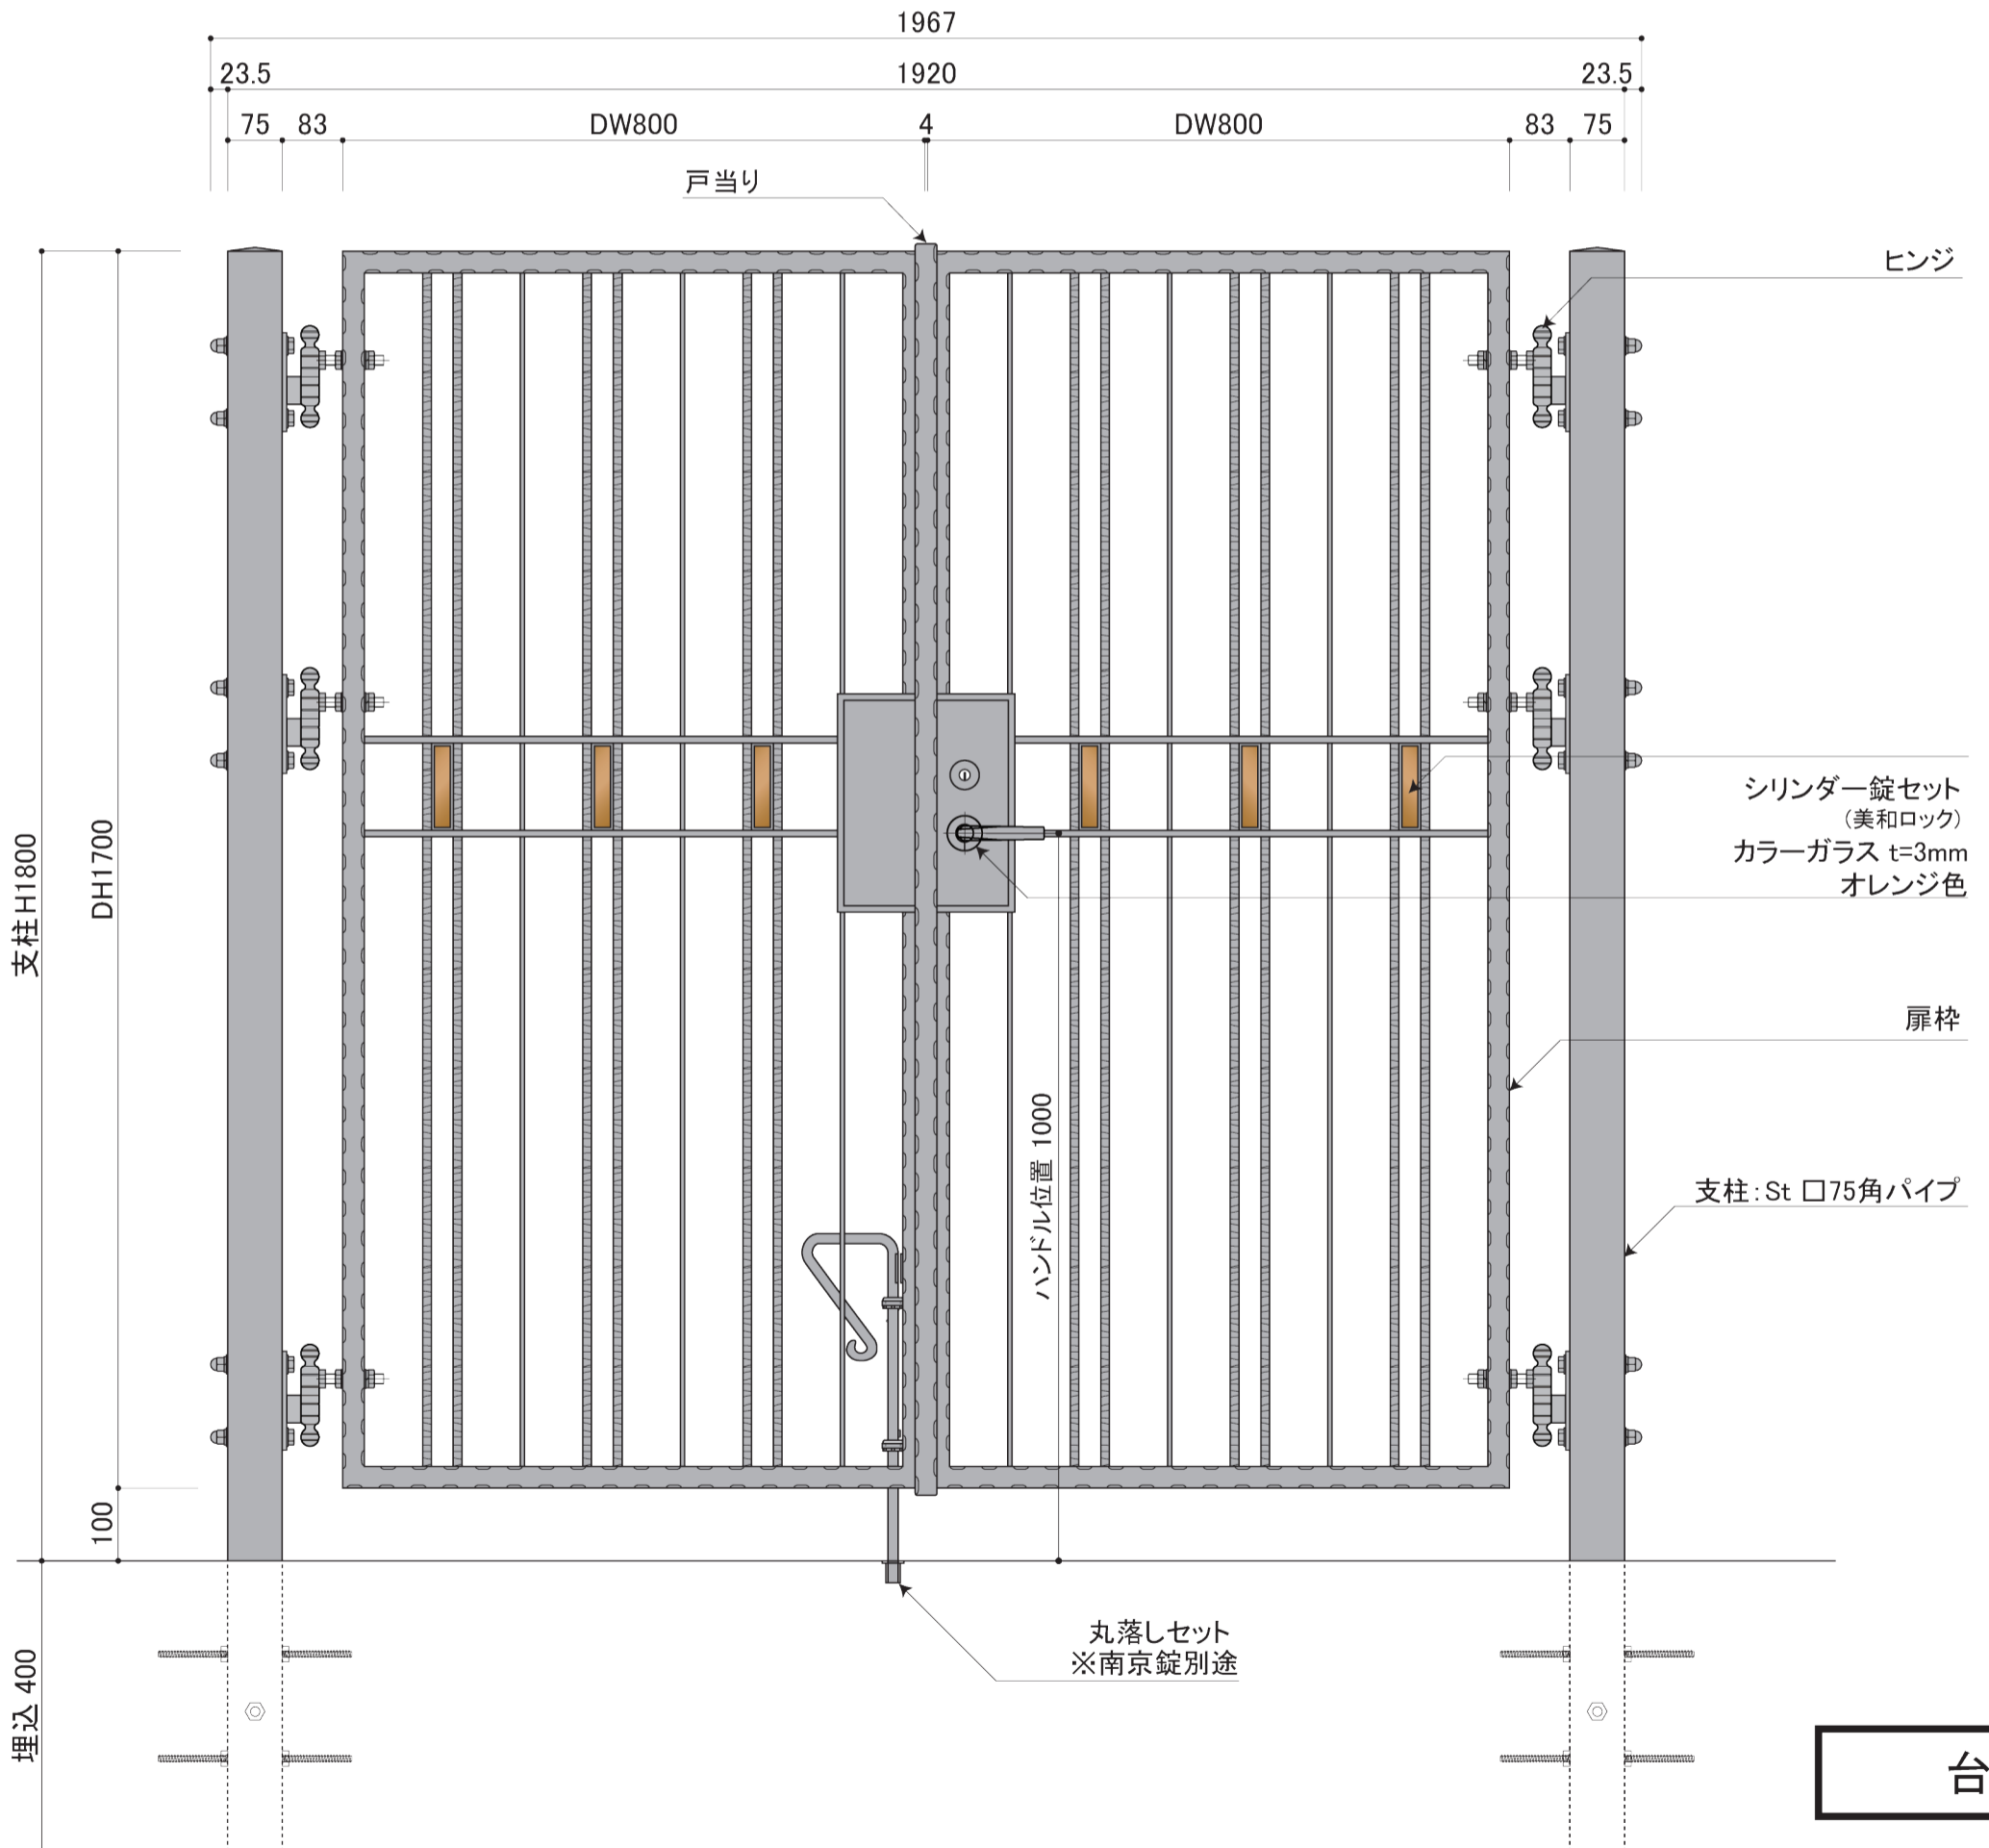 1967
23.5 1920 23.5
75 83 DW800 4 DW800 83 75
戸当り
ヒンジ
シリンダー錠セット
（美和ロック）
カラーガラス t=3mm
オレンジ色
支柱H1800
DH1700
扉枠
ハンドル位置 1000
支柱：St □75角パイプ
100
丸落しセット
※南京錠別途
埋込 400
台